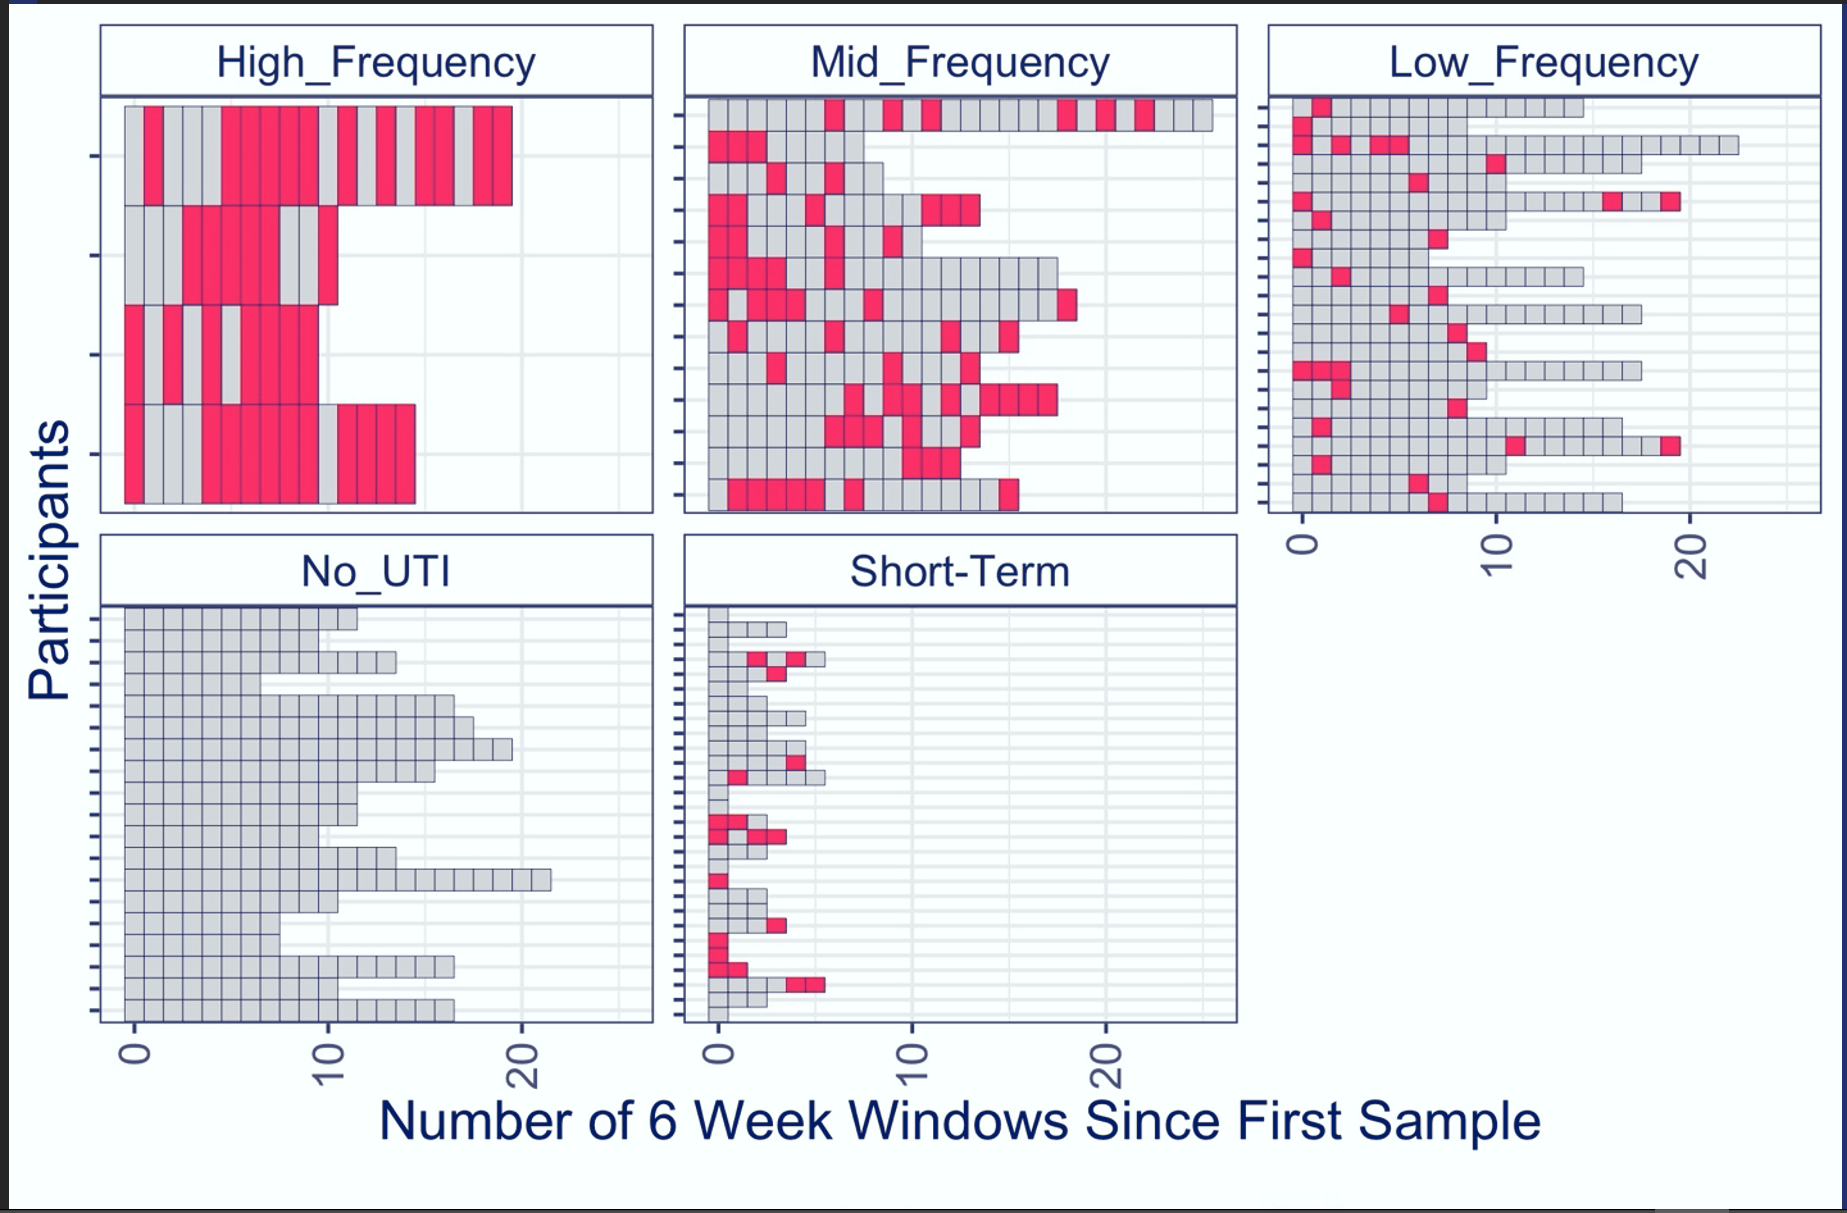 High_Frequency
Mid_Frequency
Low_Frequency
0
10
20
Participants
No_UTI
Short-Term
0
10
20
0
10
20
Number of 6 Week Windows Since First Sample